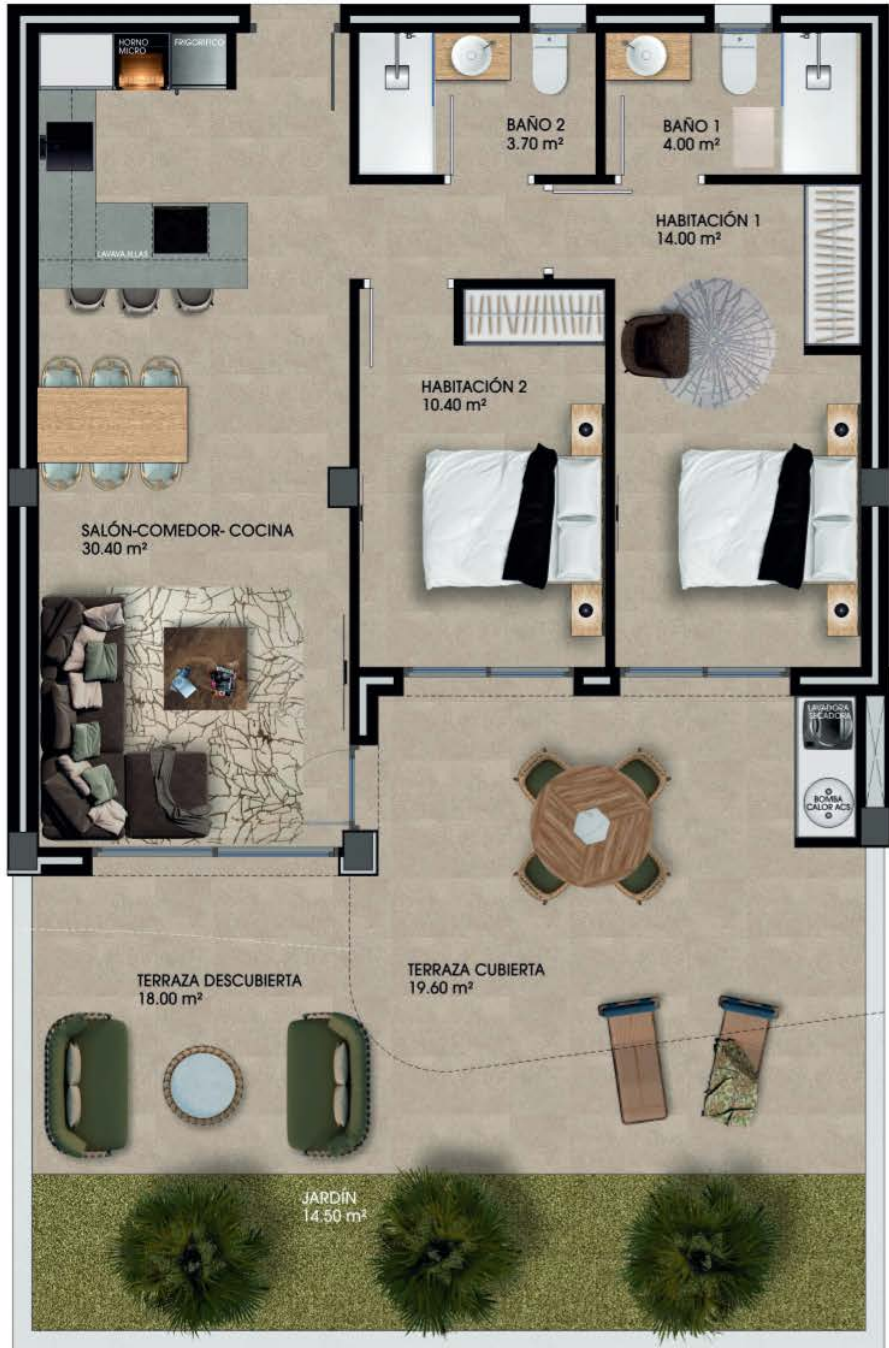 HORNO
MICRO
FRIGORIFICO
BAÑO 2
3.70 m²
BAÑO 1
4.00 m²
HABITACIÓN 1
14.00 m²
LAVAVAJILLAS
HABITACIÓN 2
10.40 m²
SALÓN-COMEDOR- COCINA
30.40 m²
LAVADORA
SECADORA
BOMBA
CALOR ACS
TERRAZA DESCUBIERTA
18.00 m²
TERRAZA CUBIERTA
19.60 m²
JARDÍN
14.50 m²